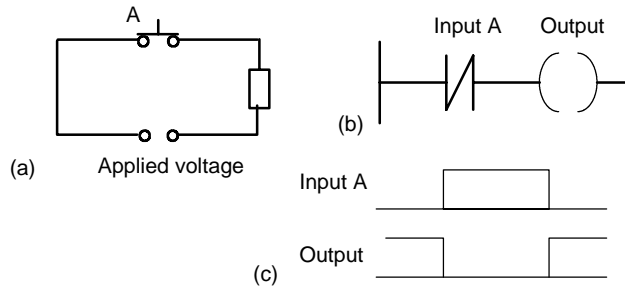 A
Applied voltage
(a)
Input A Output
(b)
Input A
Output
(c)